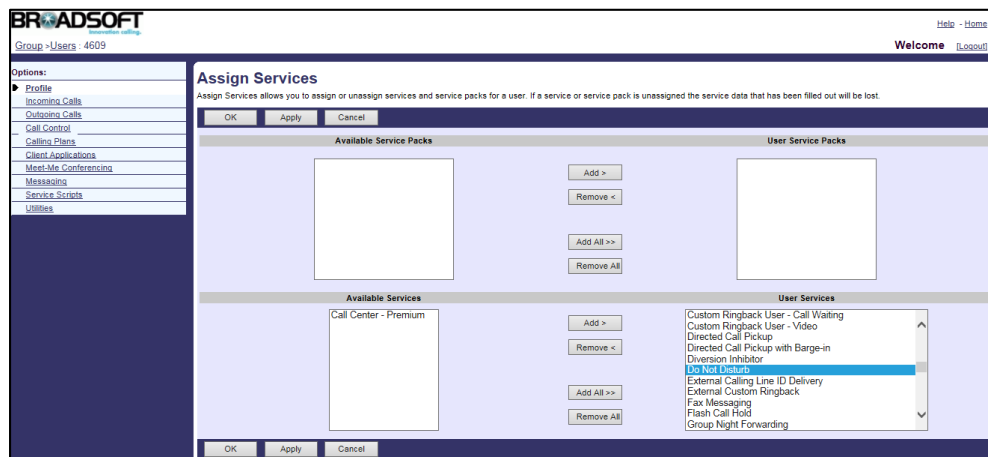 BROADSOFT
innovation calling.
Help - Home
Group >Users : 4609
Welcome [Logout]
Options:
Profile
Incoming Calls
Outgoing Calls
Call Control
Calling Plans
Client Applications
Meet-Me Conferencing
Messaging
Service Scripts
Utilities
Assign Services
Assign Services allows you to assign or unassign services and service packs for a user. If a service or service pack is unassigned the service data that has been filled out will be lost.
OK Apply Cancel
Available Service Packs User Service Packs
Add >
Remove <
Add All >>
Remove All
Available Services User Services
Call Center - Premium
Add >
Remove <
Add All >>
Remove All
Custom Ringback User - Call Waiting
Custom Ringback User - Video
Directed Call Pickup
Directed Call Pickup with Barge-in
Diversion Inhibitor
Do Not Disturb
External Calling Line ID Delivery
External Custom Ringback
Fax Messaging
Flash Call Hold
Group Night Forwarding
OK Apply Cancel